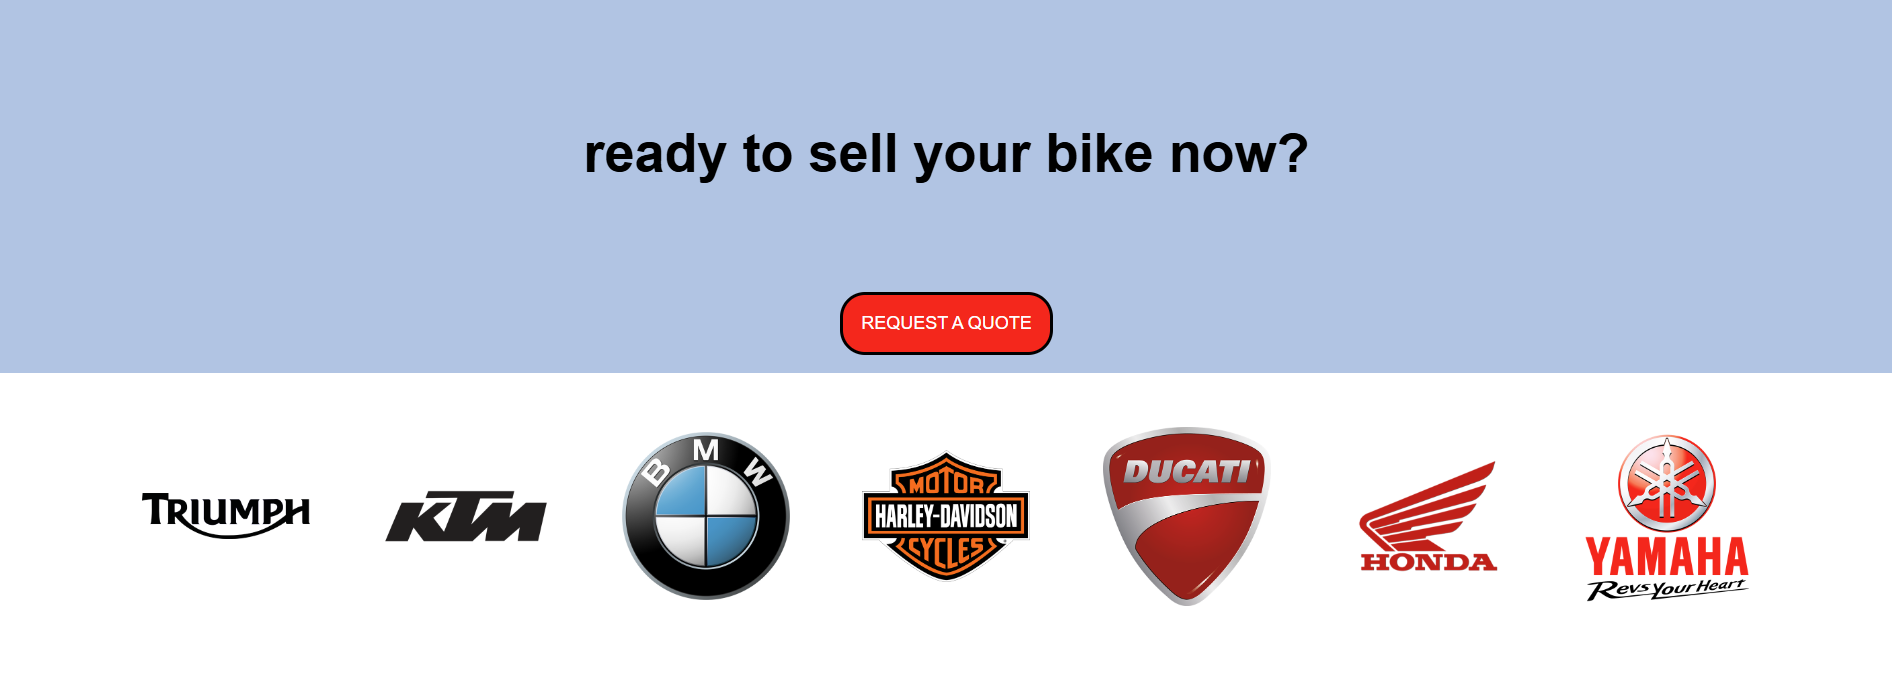 ready to sell your bike now?
REQUEST A QUOTE
TRIUMPH
KTM
BMW
MOTOR
HARLEY-DAVIDSON
CYCLES
DUCATI
HONDA
YAMAHA
Revs Your Heart